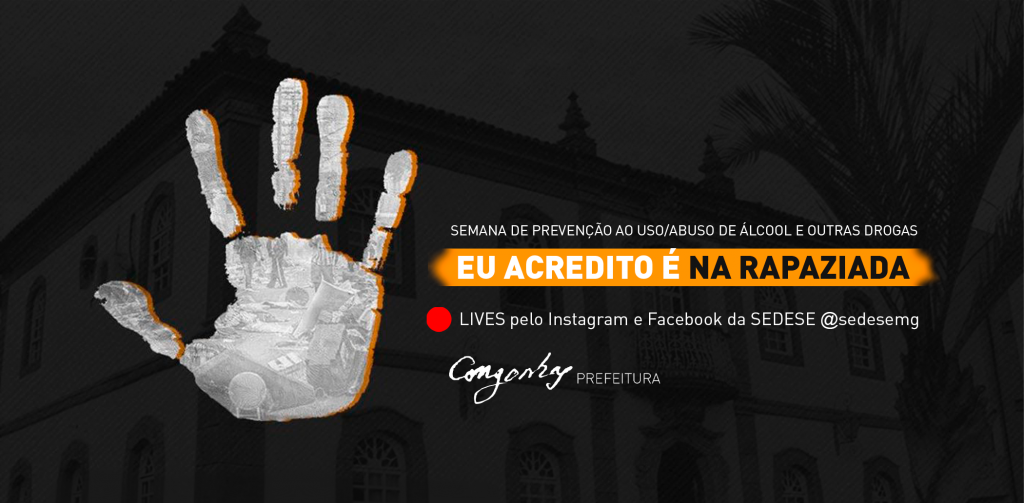 SEMANA DE PREVENÇÃO AO USO/ABUSO DE ÁLCOOL E OUTRAS DROGAS
EU ACREDITO É NA RAPAZIADA
LIVES pelo Instagram e Facebook da SEDESE @sedesemg
Congonhas PREFEITURA